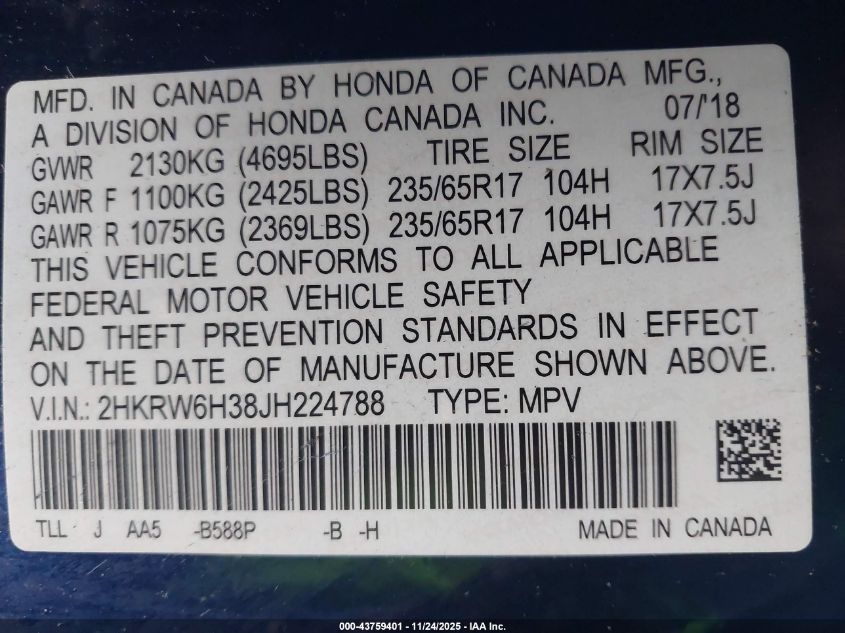 MFD. IN CANADA BY HONDA OF CANADA MFG.,
A DIVISION OF HONDA CANADA INC. 07/'18
GVWR 2130KG (4695LBS) TIRE SIZE RIM SIZE
GAWR F 1100KG (2425LBS) 235/65R17 104H 17X7.5J
GAWR R 1075KG (2369LBS) 235/65R17 104H 17X7.5J
THIS VEHICLE CONFORMS TO ALL APPLICABLE
FEDERAL MOTOR VEHICLE SAFETY
AND THEFT PREVENTION STANDARDS IN EFFECT
ON THE DATE OF MANUFACTURE SHOWN ABOVE.
V.I.N.: 2HKRW6H38JH224788 TYPE: MPV
TLL J AA5 -B588P -B -H MADE IN CANADA
000-43759401 - 11/24/2025 - IAA Inc.